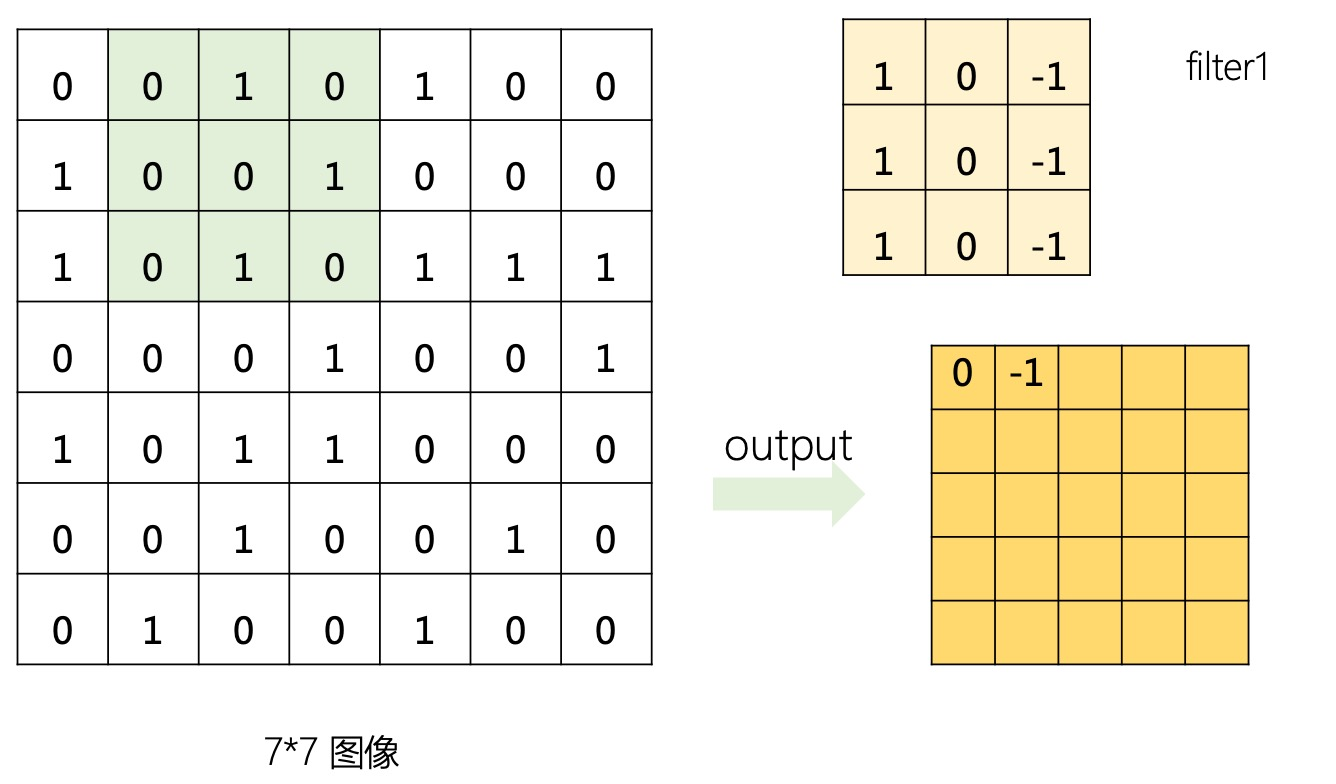 0 0 1 0 1 0 0
1 0 0 1 0 0 0
1 0 1 0 1 1 1
0 0 0 1 0 0 1
1 0 1 1 0 0 0
0 0 1 0 0 1 0
0 1 0 0 1 0 0
7*7 图像
filter1
1 0 -1
1 0 -1
1 0 -1
output
0 -1